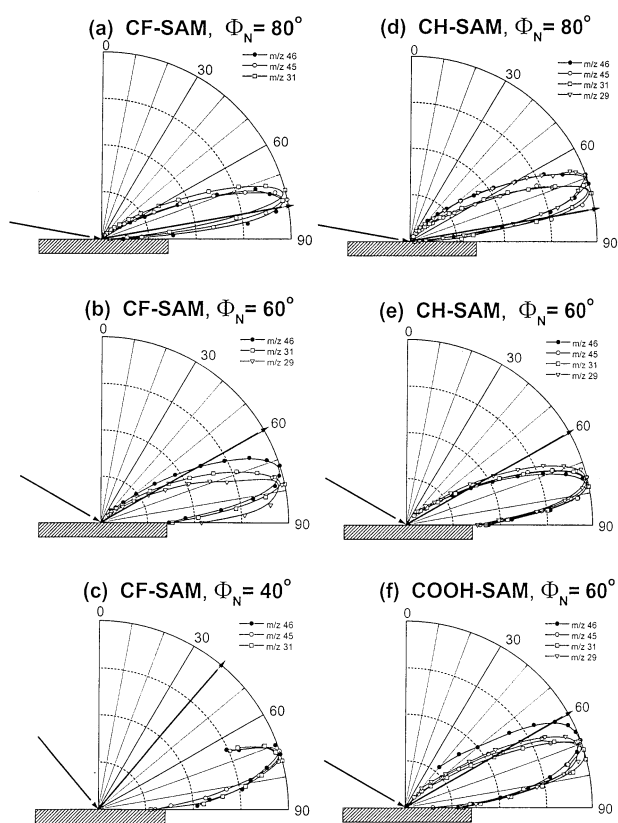 (a) CF-SAM, Φ_N = 80°
m/z 46
m/z 45
m/z 31
0
30
60
90
(d) CH-SAM, Φ_N = 80°
m/z 46
m/z 45
m/z 31
m/z 29
0
30
60
90
(b) CF-SAM, Φ_N = 60°
m/z 46
m/z 31
m/z 29
0
30
60
90
(e) CH-SAM, Φ_N = 60°
m/z 46
m/z 45
m/z 31
m/z 29
0
30
60
90
(c) CF-SAM, Φ_N = 40°
m/z 46
m/z 45
m/z 31
0
30
60
90
(f) COOH-SAM, Φ_N = 60°
m/z 46
m/z 45
m/z 31
m/z 29
0
30
60
90